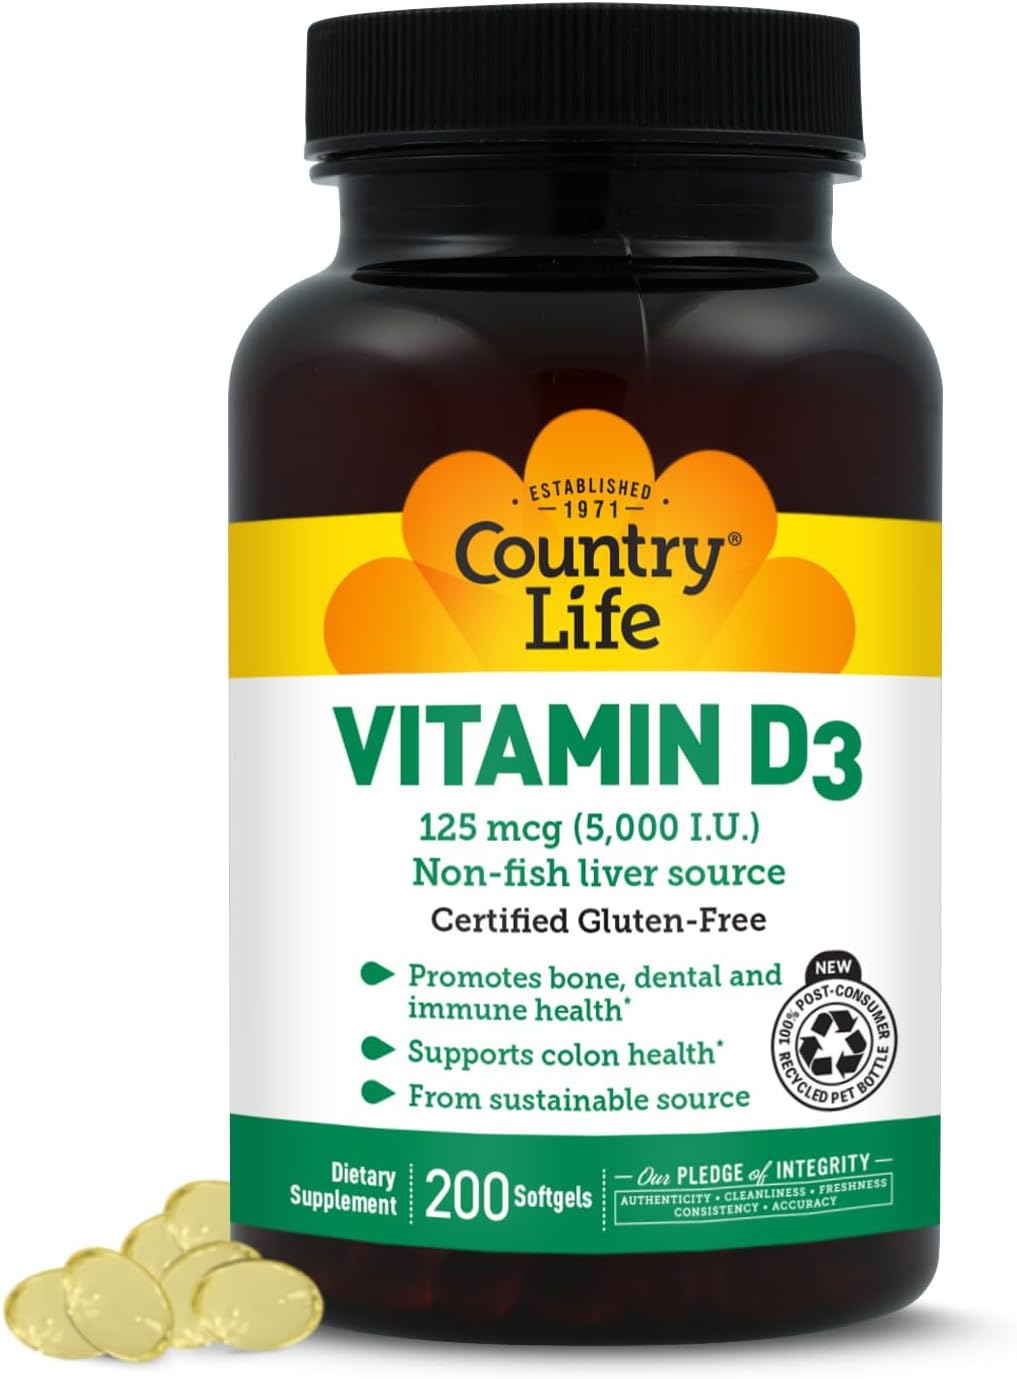 ESTABLISHED
1971
Country®
Life
VITAMIN D3
125 mcg (5,000 I.U.)
Non-fish liver source
Certified Gluten-Free
Promotes bone, dental and
immune health*
Supports colon health*
From sustainable source
NEW
100% POST-CONSUMER
RECYCLED PET BOTTLE
Dietary
Supplement
200 Softgels
Our PLEDGE of INTEGRITY
AUTHENTICITY • CLEANLINESS • FRESHNESS
CONSISTENCY • ACCURACY